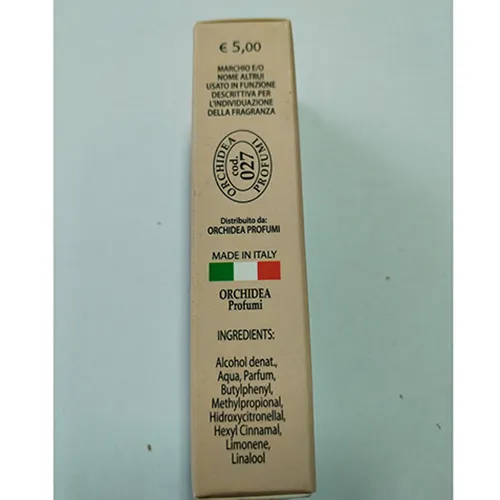 € 5,00
MARCHIO E/O
NOME ALTRUI
USATO IN FUNZIONE
DESCRITTIVA PER
L'INDIVIDUAZIONE
DELLA FRAGRANZA
ORCHIDEA PROFUMI
cod.
027
Distribuito da:
ORCHIDEA PROFUMI
MADE IN ITALY
ORCHIDEA
Profumi
INGREDIENTS:
Alcohol denat.,
Aqua, Parfum,
Butylphenyl,
Methylpropional,
Hidroxycitronellal,
Hexyl Cinnamal,
Limonene,
Linalool